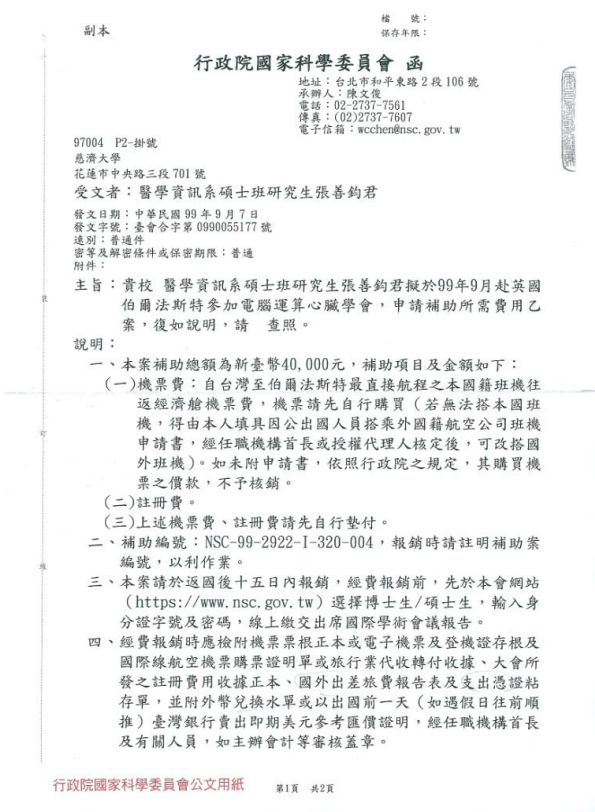 檔　　號：
保存年限：
副本
行政院國家科學委員會 函
地址：台北市和平東路2段106號
承辦人：陳文俊
電話：02-2737-7561
傳真：(02)2737-7607
電子信箱：wcchen@nsc.gov.tw
97004　P2-掛號
慈濟大學
花蓮市中央路三段701號
受文者：醫學資訊系碩士班研究生張善鈞君
發文日期：中華民國99年9月7日
發文字號：臺會合字第0990055177號
速別：普通件
密等及解密條件或保密期限：普通
附件：
主旨：貴校 醫學資訊系碩士班研究生張善鈞君擬於99年9月赴英國
伯爾法斯特參加電腦運算心臟學會，申請補助所需費用乙
案，復如說明，請　查照。
說明：
一、本案補助總額為新臺幣40,000元，補助項目及金額如下：
(一)機票費：自台灣至伯爾法斯特最直接航程之本國籍班機往
返經濟艙機票費，機票請先自行購買（若無法搭本國班
機，得由本人填具因公出國人員搭乘外國籍航空公司班機
申請書，經任職機構首長或授權代理人核定後，可改搭國
外班機）。如未附申請書，依照行政院之規定，其購買機
票之價款，不予核銷。
(二)註冊費。
(三)上述機票費、註冊費請先自行墊付。
二、補助編號：NSC-99-2922-I-320-004，報銷時請註明補助案
編號，以利作業。
三、本案請於返國後十五日內報銷，經費報銷前，先於本會網站
（https://www.nsc.gov.tw）選擇博士生/碩士生，輸入身
分證字號及密碼，線上繳交出席國際學術會議報告。
四、經費報銷時應檢附機票票根正本或電子機票及登機證存根及
國際線航空機票購票證明單或旅行業代收轉付收據、大會所
發之註冊費用收據正本、國外出差旅費報告表及支出憑證粘
存單，並附外幣兌換水單或以出國前一天（如遇假日往前順
推）臺灣銀行賣出即期美元參考匯價證明，經任職機構首長
及有關人員，如主辦會計等審核蓋章。
行政院國家科學委員會公文用紙
第1頁　共2頁